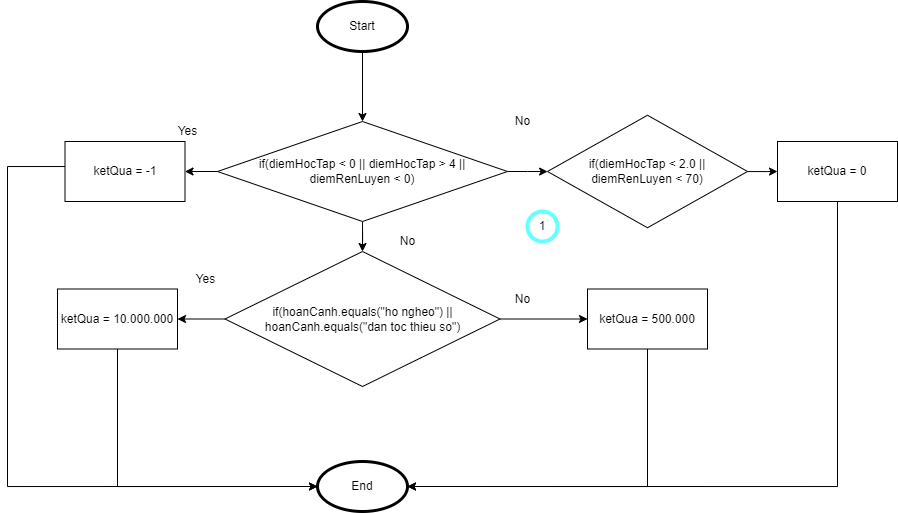 Start
No
Yes
if(diemHocTap < 0 || diemHocTap > 4 ||
diemRenLuyen < 0)
if(diemHocTap < 2.0 ||
diemRenLuyen < 70)
ketQua = -1
ketQua = 0
1
No
Yes
No
if(hoanCanh.equals("ho ngheo") ||
hoanCanh.equals("dan toc thieu so")
ketQua = 10.000.000
ketQua = 500.000
End